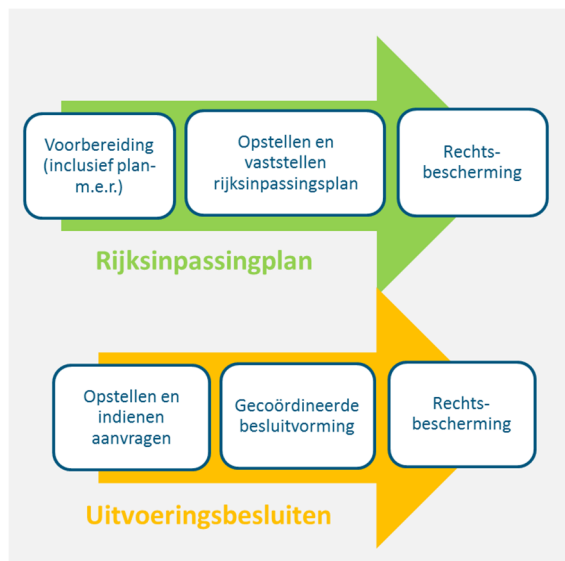 Voorbereiding
(inclusief plan-
m.e.r.)
Opstellen en
vaststellen
rijksinpassingsplan
Rechts-
bescherming
Rijksinpassingplan
Opstellen en
indienen
aanvragen
Gecoördineerde
besluitvorming
Rechts-
bescherming
Uitvoeringsbesluiten